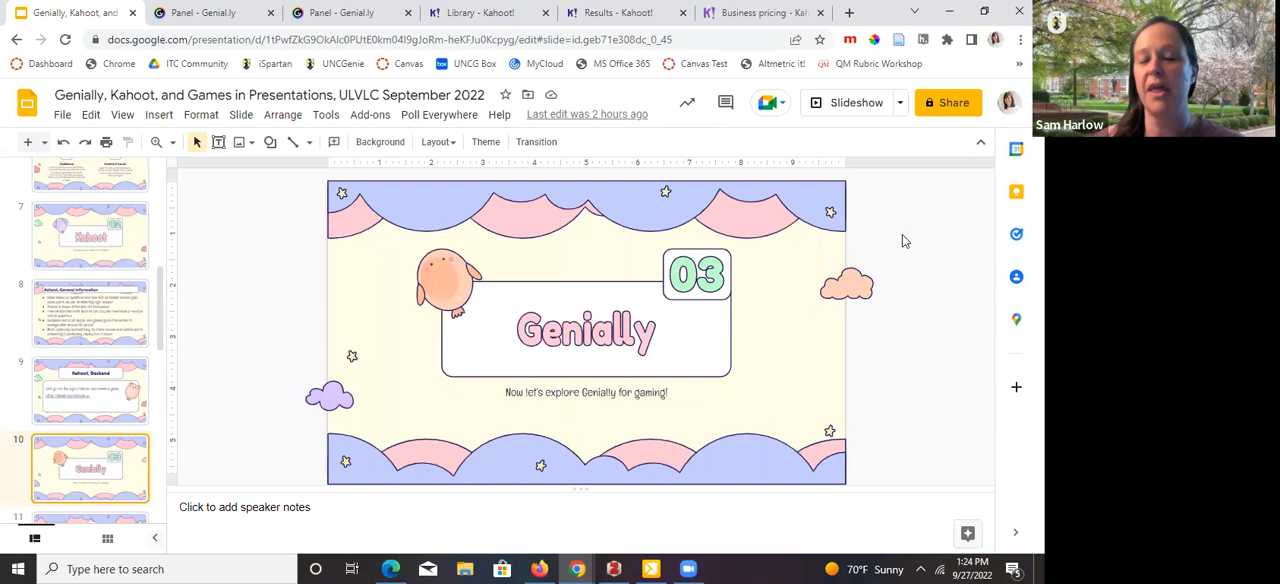 Genially, Kahoot, and
Panel - Genial.ly
Panel - Genial.ly
Library - Kahoot!
Results - Kahoot!
Business pricing - Kah
docs.google.com/presentation/d/1tPwfZkG9OkAlc0PUtE0km04I9gJoRm-heKFJu0Kcpyg/edit#slide=id.geb71e308dc_0_45
Dashboard
Chrome
ITC Community
iSpartan
UNCGenie
Canvas
UNCG Box
MyCloud
MS Office 365
Canvas Test
Altmetric it!
QM Rubric Workshop
Sam Harlow
Genially, Kahoot, and Games in Presentations, ULVLC September 2022
File Edit View Insert Format Slide Arrange Tools Add-ons Poll Everywhere Help Last edit was 2 hours ago
Slideshow
Share
Background Layout Theme Transition
7
02
Kahoot
8
Kahoot: General Information
9
Kahoot, Backend
10
03
Genially
11
03
Genially
Now let's explore Genially for gaming!
Click to add speaker notes
Type here to search
70°F Sunny
1:24 PM
9/27/2022
5